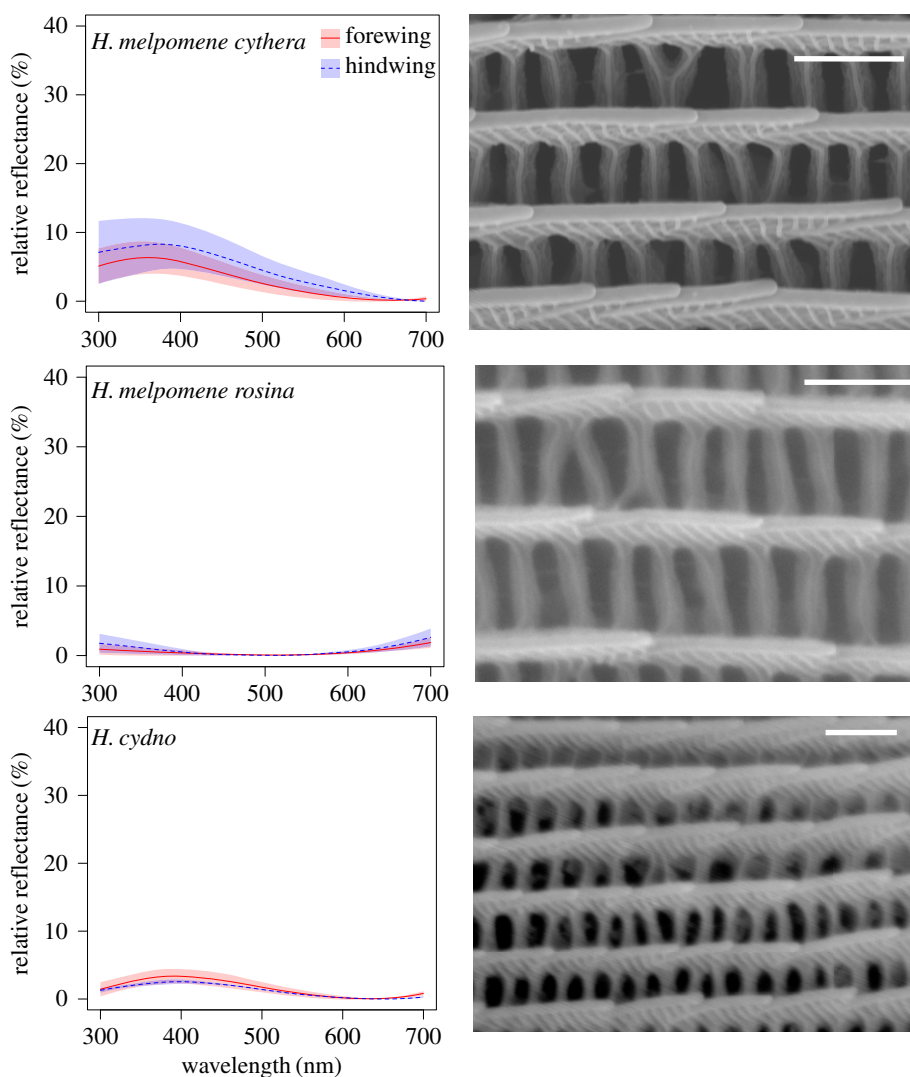 H. melpomene cythera
forewing
hindwing
relative reflectance (%)
40
30
20
10
0
300 400 500 600 700
H. melpomene rosina
relative reflectance (%)
40
30
20
10
0
300 400 500 600 700
H. cydno
relative reflectance (%)
40
30
20
10
0
300 400 500 600 700
wavelength (nm)